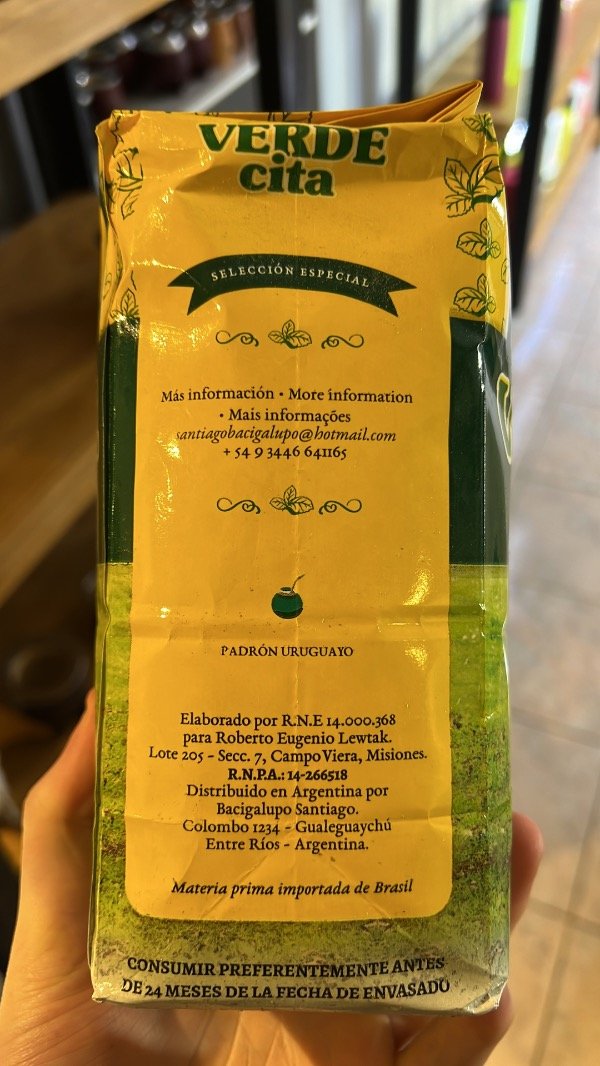 VERDE
cita
SELECCIÓN ESPECIAL
Más información • More information
• Mais informações
santiagobacigalupo@hotmail.com
+ 54 9 3446 641165
PADRÓN URUGUAYO
Elaborado por R.N.E 14.000.368
para Roberto Eugenio Lewtak.
Lote 205 - Secc. 7, Campo Viera, Misiones.
R.N.P.A.: 14-266518
Distribuido en Argentina por
Bacigalupo Santiago.
Colombo 1234 - Gualeguaychú
Entre Ríos - Argentina.
Materia prima importada de Brasil
CONSUMIR PREFERENTEMENTE ANTES
DE 24 MESES DE LA FECHA DE ENVASADO